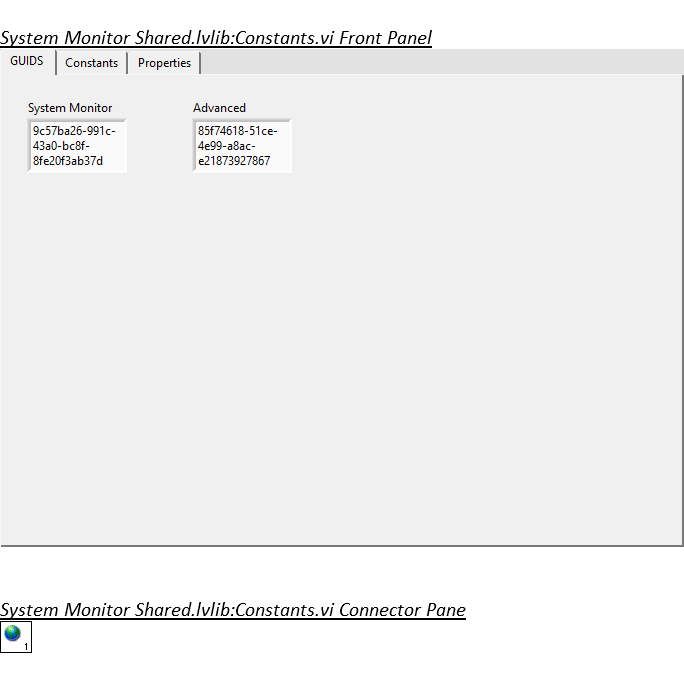 System Monitor Shared.lvlib:Constants.vi Front Panel
GUIDS Constants Properties
System Monitor Advanced
9c57ba26-991c- 85f74618-51ce-
43a0-bc8f- 4e99-a8ac-
8fe20f3ab37d e21873927867
System Monitor Shared.lvlib:Constants.vi Connector Pane
1